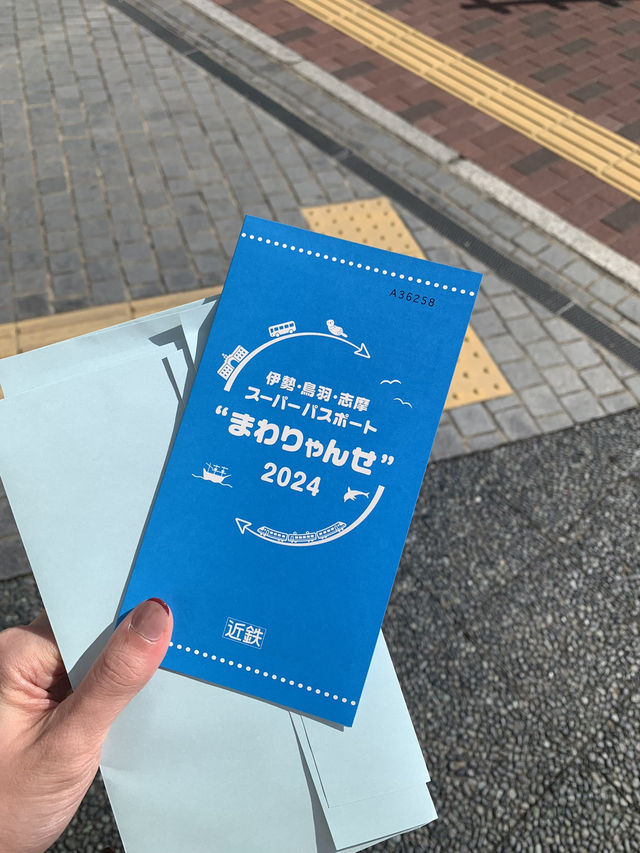 A36258
伊勢・鳥羽・志摩
スーパーパスポート
“まわりゃんせ”
2024
近鉄